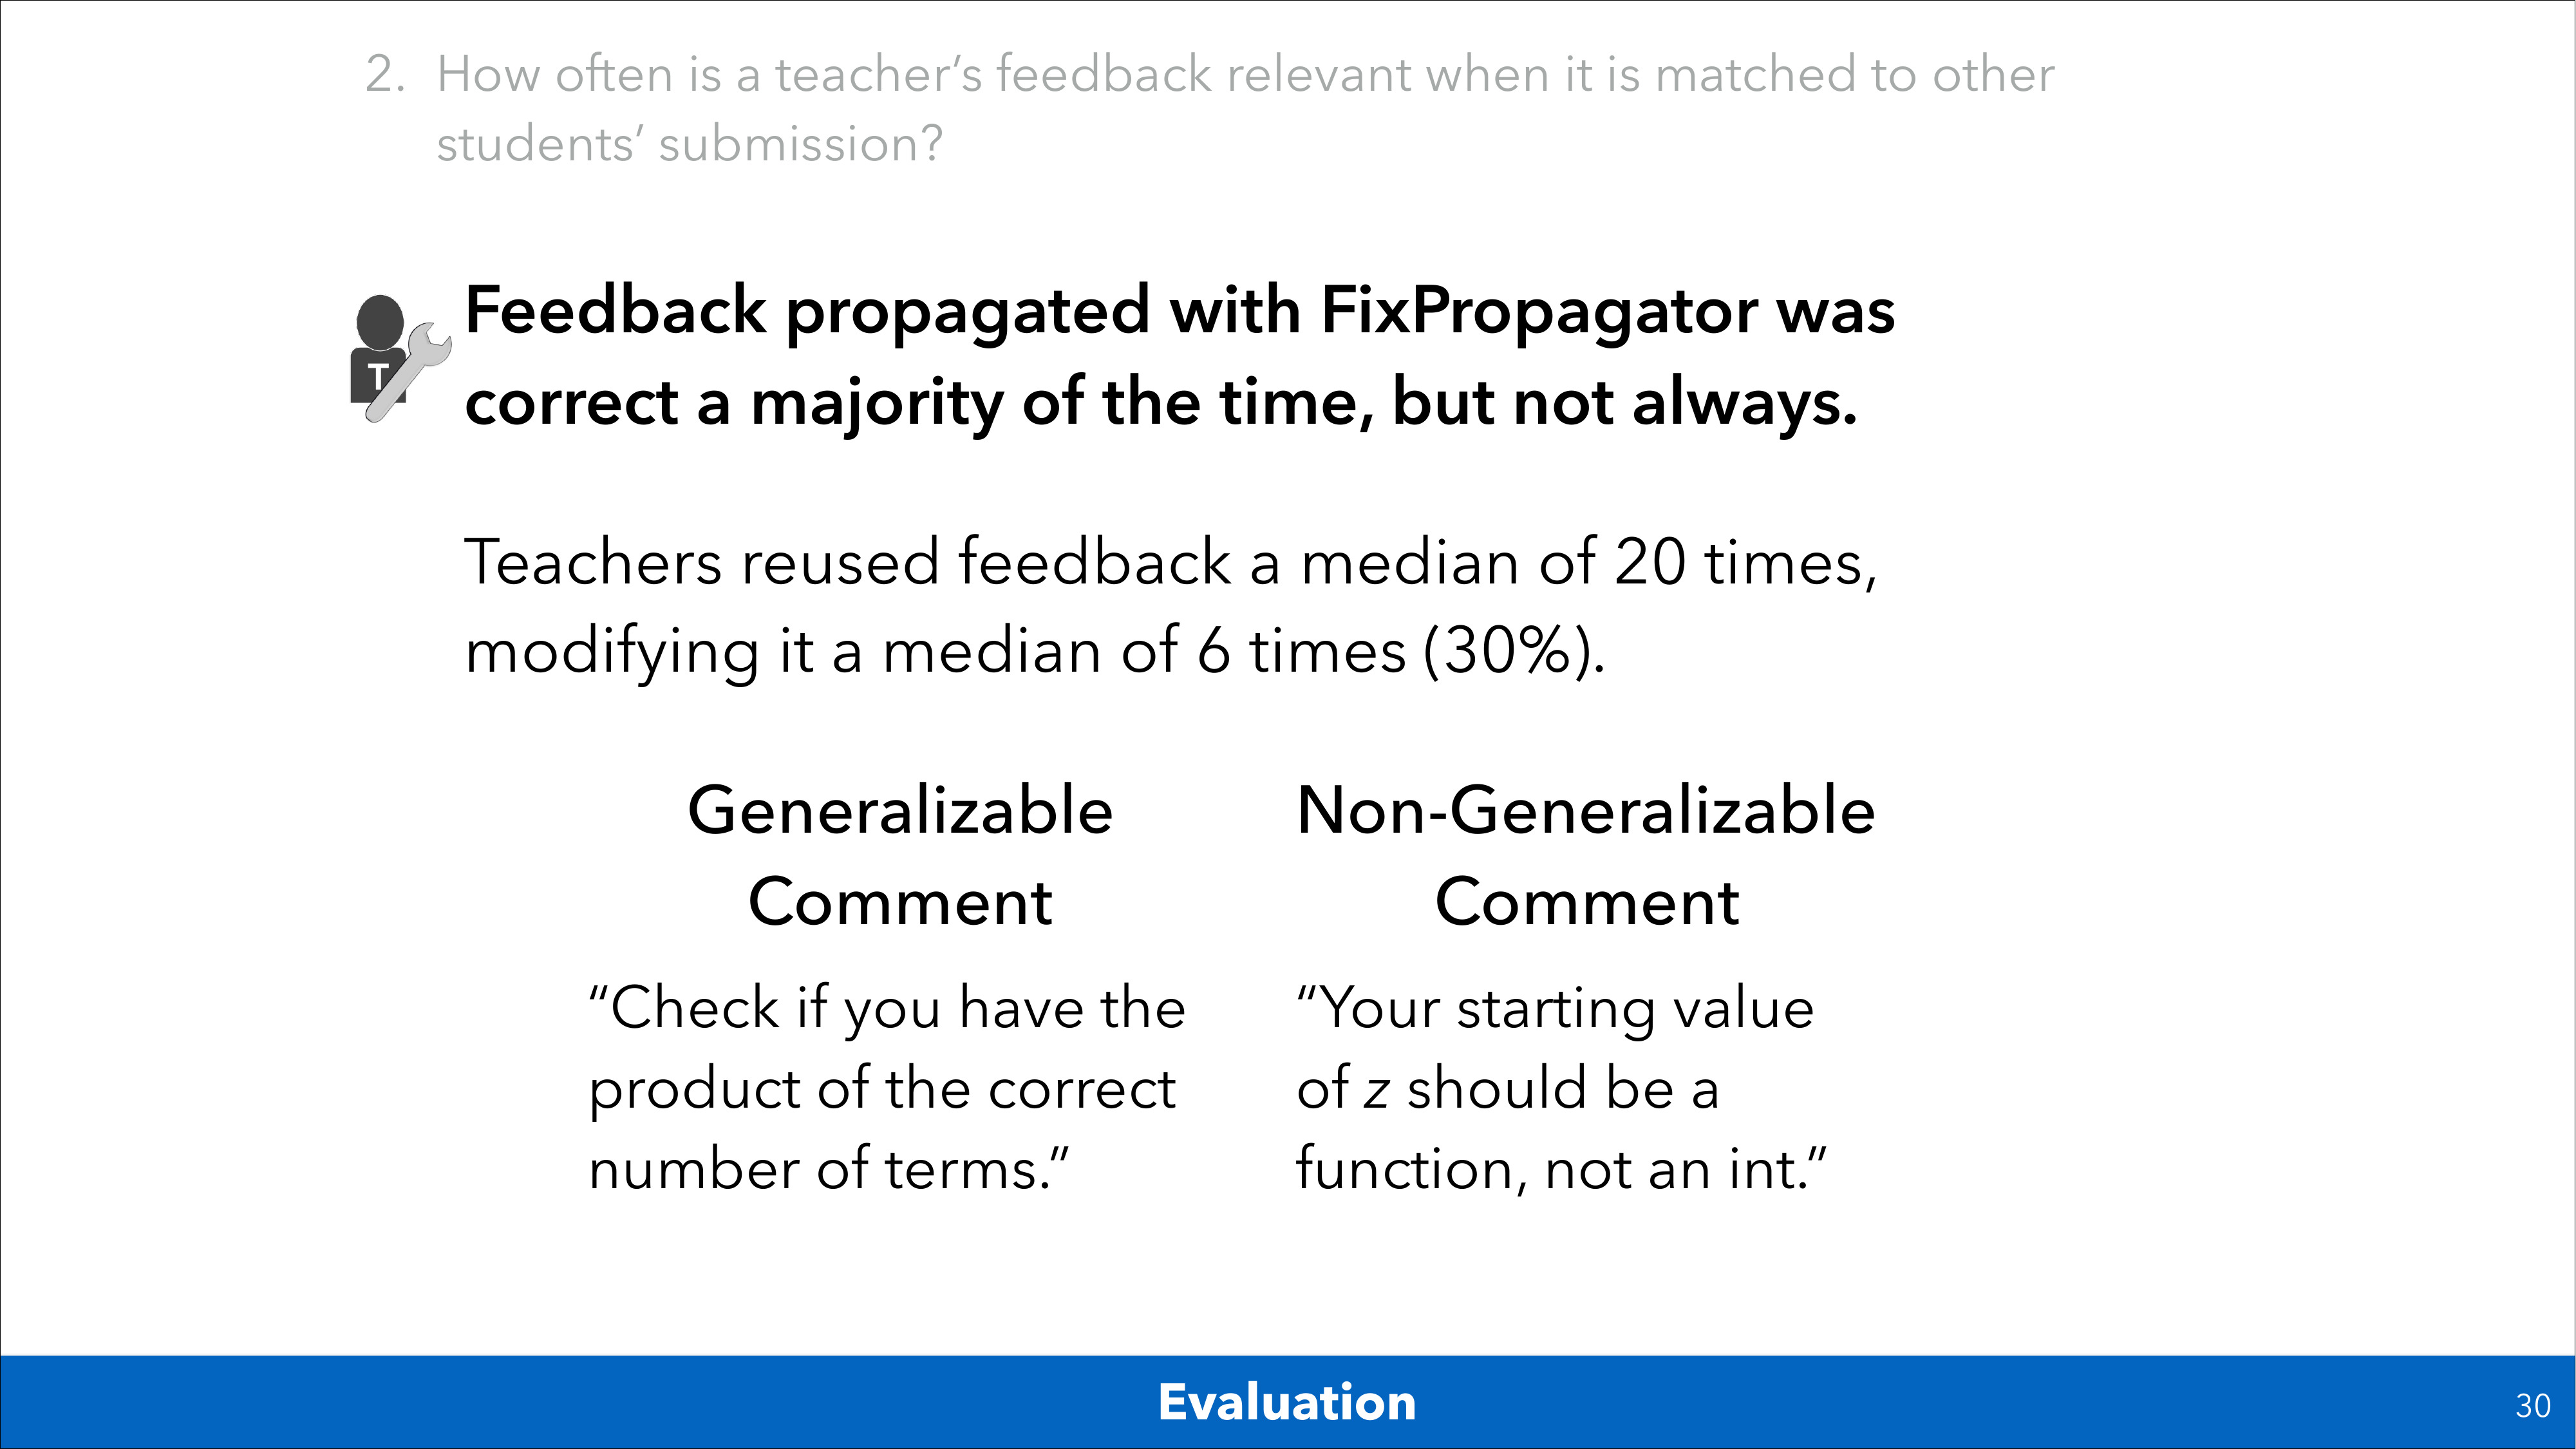 2. How often is a teacher’s feedback relevant when it is matched to other
students’ submission?
Feedback propagated with FixPropagator was
correct a majority of the time, but not always.
T
Teachers reused feedback a median of 20 times,
modifying it a median of 6 times (30%).
Generalizable
Comment
“Check if you have the
product of the correct
number of terms.”
Non-Generalizable
Comment
“Your starting value
of z should be a
function, not an int.”
Evaluation
30